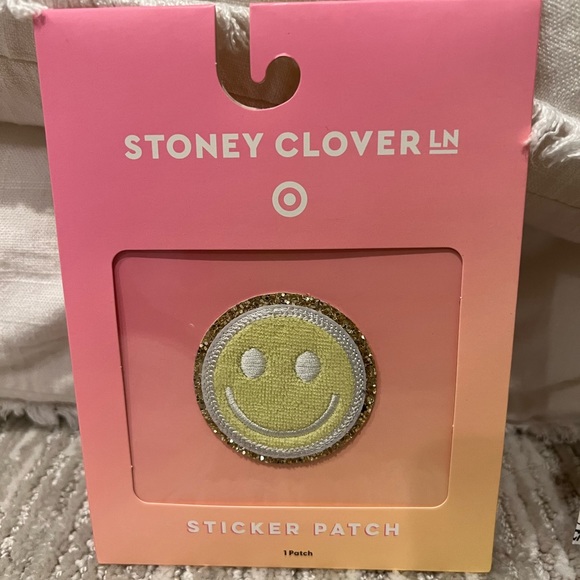 STONEY CLOVER LN
STICKER PATCH
1 Patch